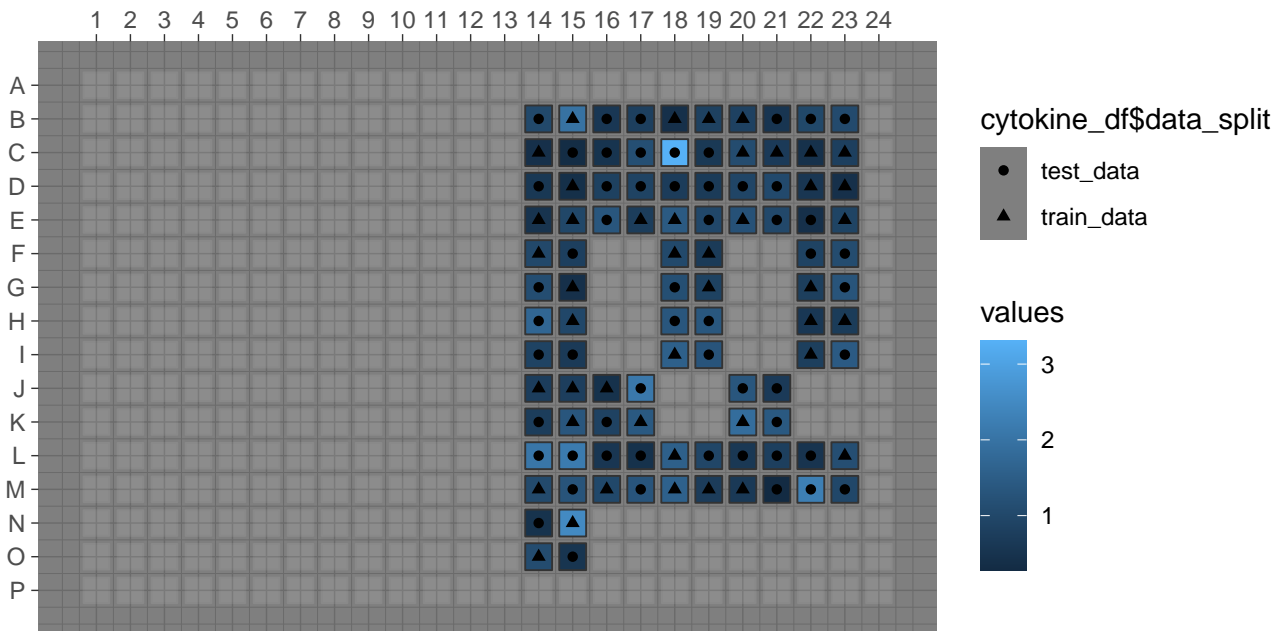 1 2 3 4 5 6 7 8 9 10 11 12 13 14 15 16 17 18 19 20 21 22 23 24
A
B
C
D
E
F
G
H
I
J
K
L
M
N
O
P
cytokine_df$data_split
test_data
train_data
values
3
2
1